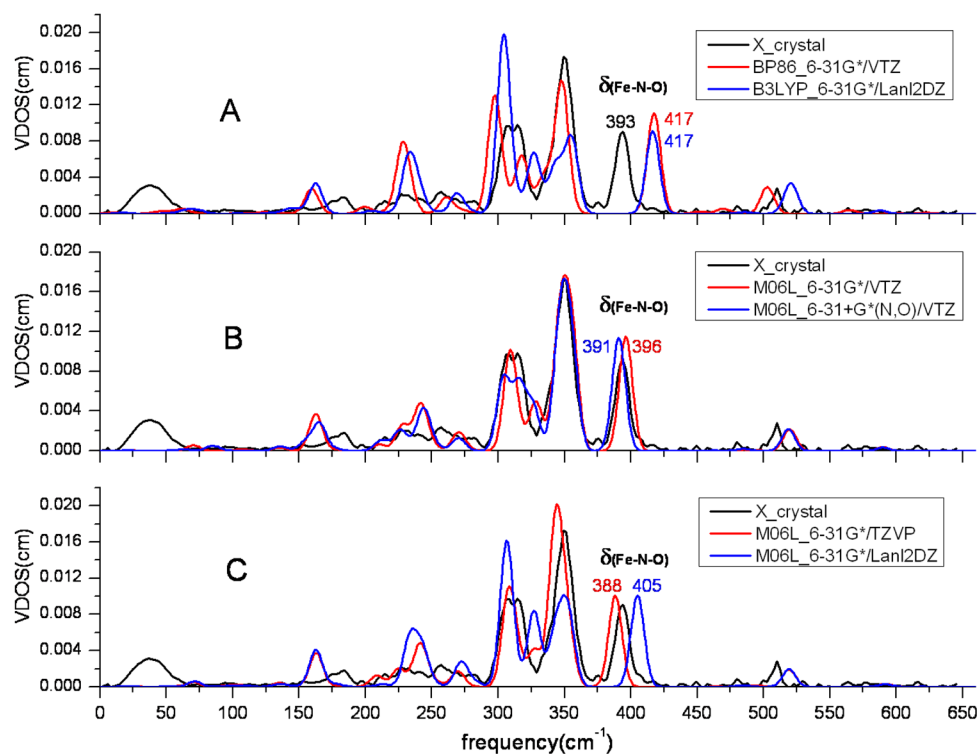 0.020
0.016
0.012
0.008
0.004
0.000
VDOS(cm)
A
δ(Fe-N-O)
393
417
417
X_crystal
BP86_6-31G*/VTZ
B3LYP_6-31G*/Lanl2DZ
0.020
0.016
0.012
0.008
0.004
0.000
VDOS(cm)
B
δ(Fe-N-O)
391
396
X_crystal
M06L_6-31G*/VTZ
M06L_6-31+G*(N,O)/VTZ
0.020
0.016
0.012
0.008
0.004
0.000
VDOS(cm)
C
δ(Fe-N-O)
388
405
X_crystal
M06L_6-31G*/TZVP
M06L_6-31G*/Lanl2DZ
0 50 100 150 200 250 300 350 400 450 500 550 600 650
frequency(cm⁻¹)